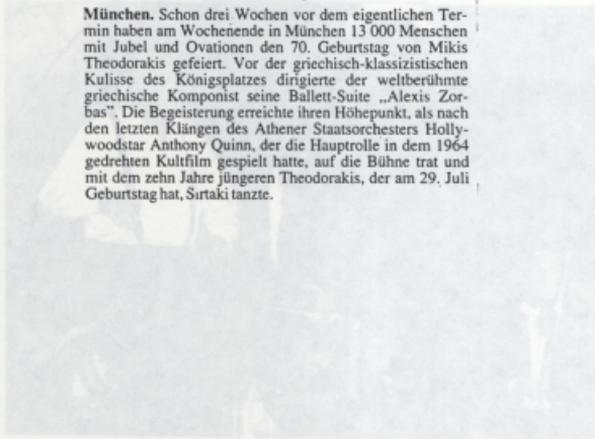 München. Schon drei Wochen vor dem eigentlichen Ter-
min haben am Wochenende in München 13 000 Menschen
mit Jubel und Ovationen den 70. Geburtstag von Mikis
Theodorakis gefeiert. Vor der griechisch-klassizistischen
Kulisse des Königsplatzes dirigierte der weltberühmte
griechische Komponist seine Ballett-Suite „Alexis Zor-
bas". Die Begeisterung erreichte ihren Höhepunkt, als nach
den letzten Klängen des Athener Staatsorchesters Holly-
woodstar Anthony Quinn, der die Hauptrolle in dem 1964
gedrehten Kultfilm gespielt hatte, auf die Bühne trat und
mit dem zehn Jahre jüngeren Theodorakis, der am 29. Juli
Geburtstag hat, Sirtaki tanzte.